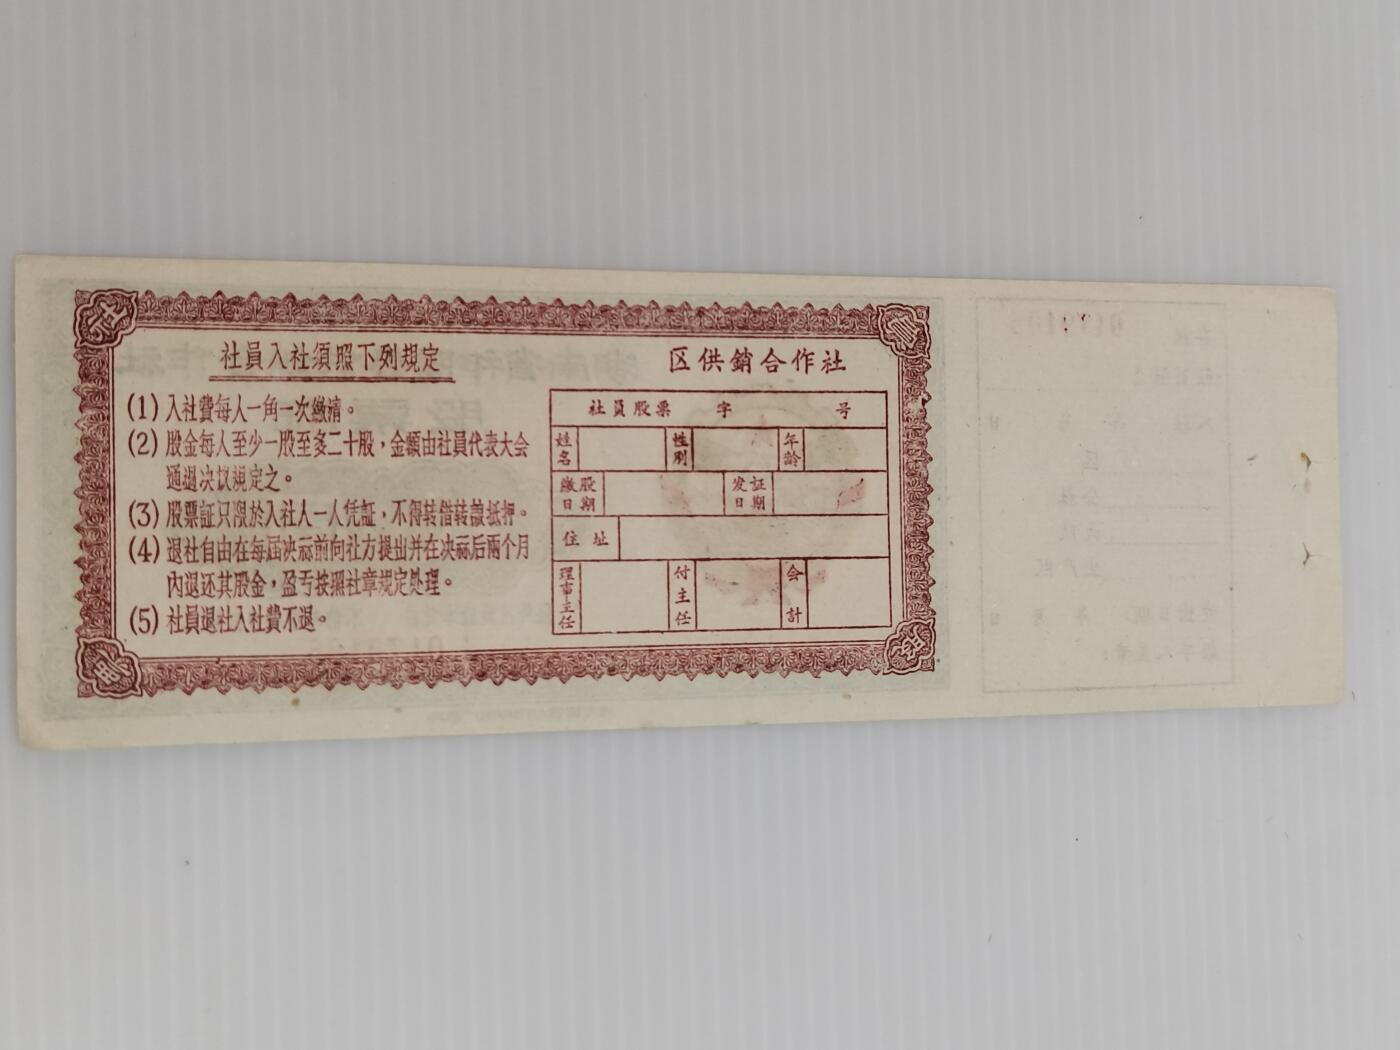 社員入社須照下列規定
(1) 入社費每人一角一次繳清。
(2) 股金每人至少一股至多二十股，金額由社員代表大会
通过决议規定之。
(3) 股票証只限於入社人一人凭証，不得转借转讓抵押。
(4) 退社自由在每屆决祘前向社方提出并在决祘后兩个月
內退还其股金，盈亏按照社章規定处理。
(5) 社員退社入社費不退。
区供銷合作社
社員股票 字 号
姓名 性別 年齡
繳股日期 发証日期
住址
理事主任 付主任 会計